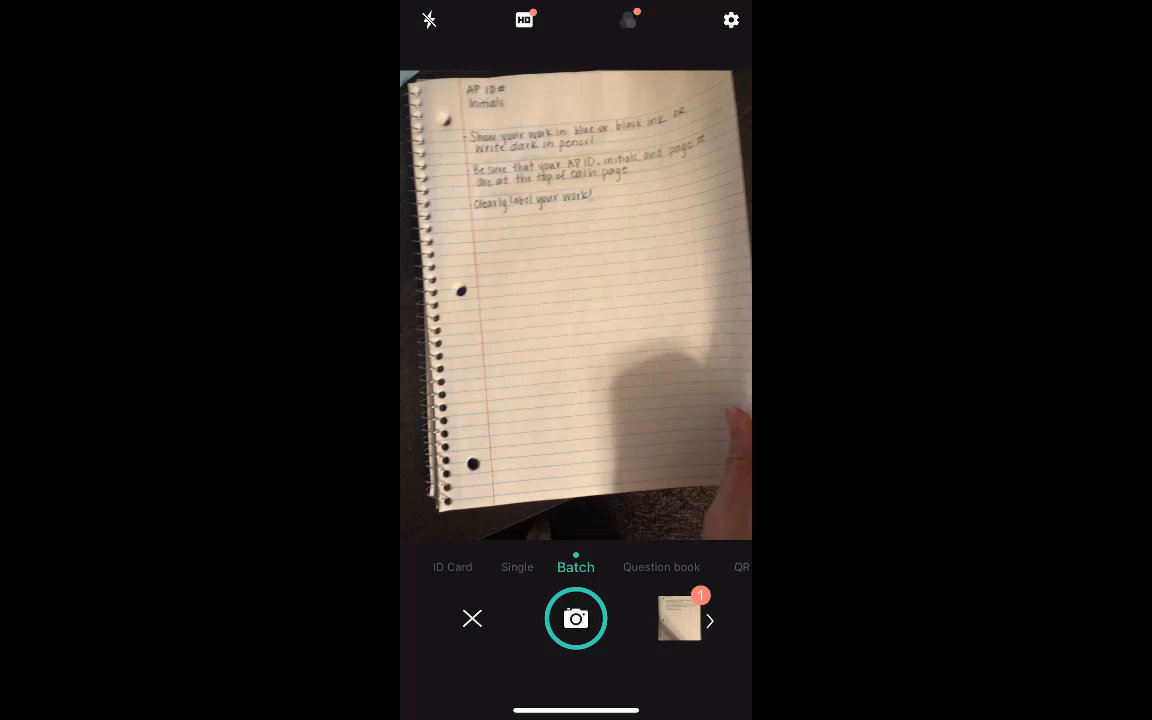 HD
AP ID#
Initials
- Show your work in blue or black ink OR
write dark in pencil
- Be sure that your AP ID, initials, and page #
are at the top of each page
- Clearly label your work!
ID Card Single Batch Question book QR
1